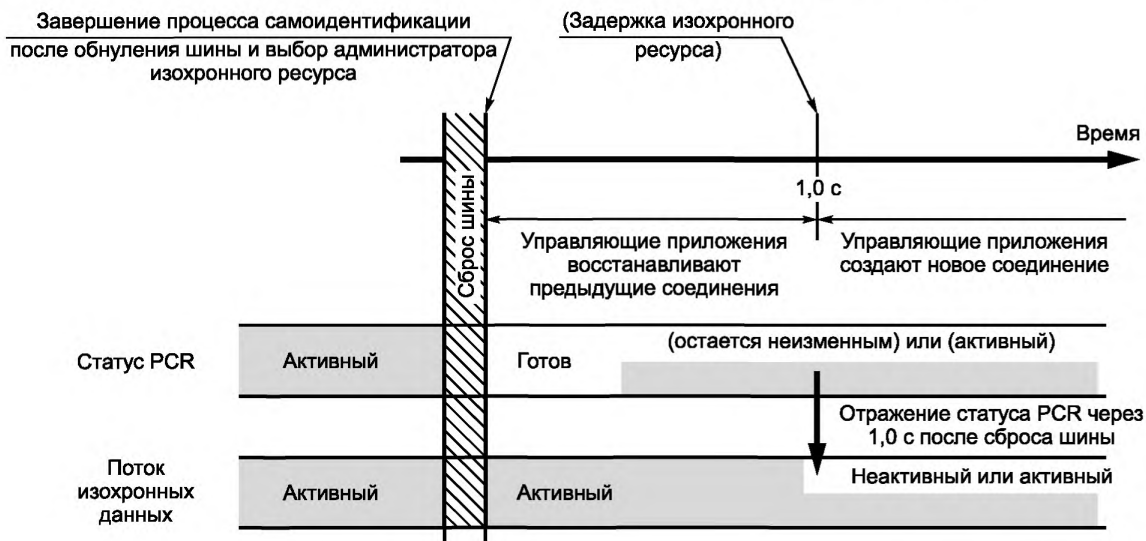 Завершение процесса самоидентификации
после обнуления шины и выбор администратора
изохронного ресурса
(Задержка изохронного
ресурса)
Время
1,0 с
Сброс шины
Управляющие приложения
восстанавливают
предыдущие соединения
Управляющие приложения
создают новое соединение
Статус PCR
Активный
Готов
(остается неизменным) или (активный)
Отражение статуса PCR через
1,0 с после сброса шины
Поток
изохронных
данных
Активный
Активный
Неактивный или активный